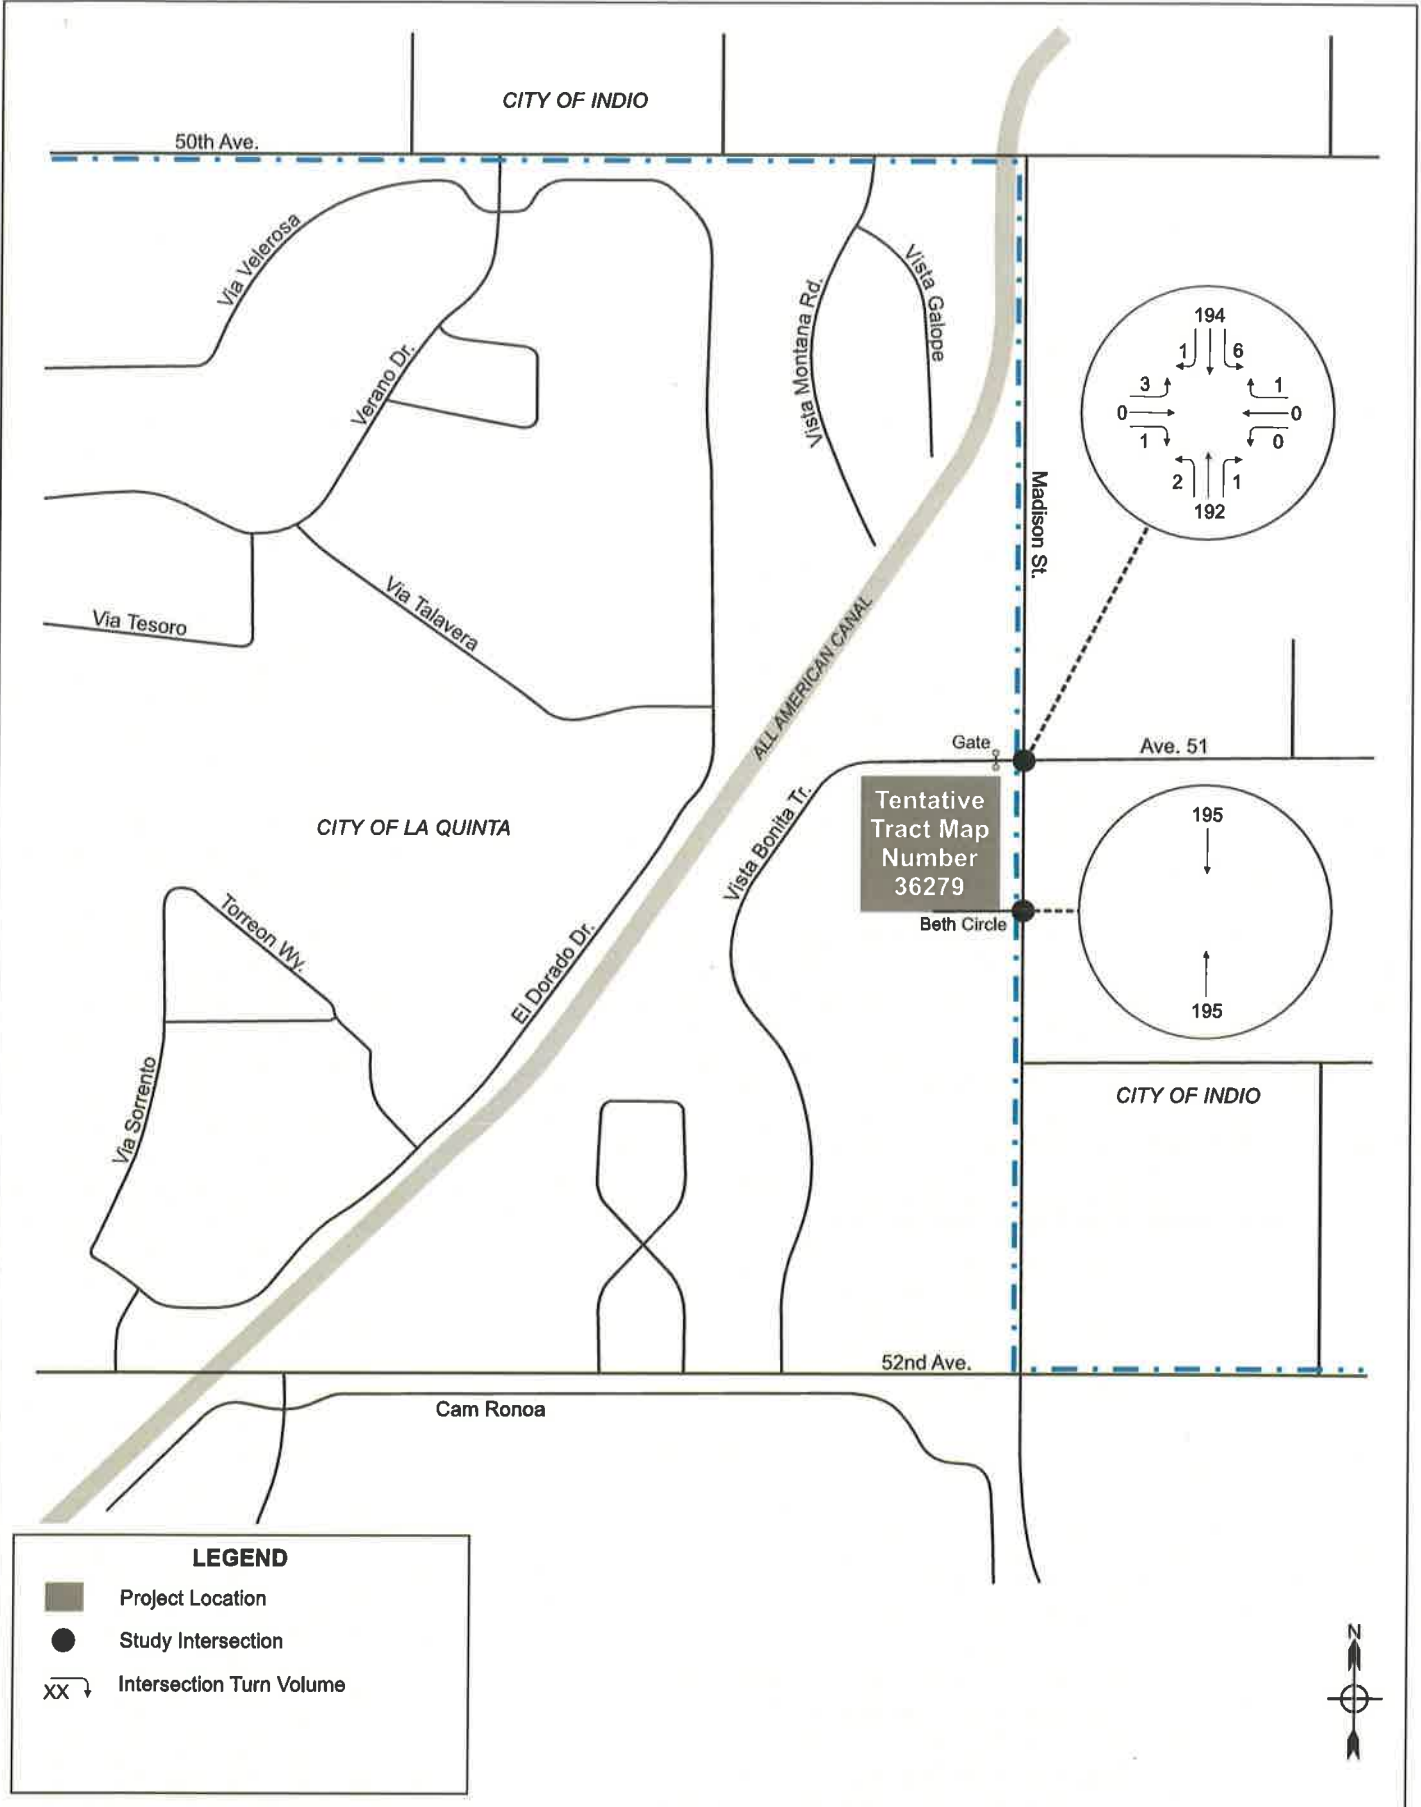 CITY OF INDIO
50th Ave.
Via Velerosa
Verano Dr.
Vista Montana Rd.
Vista Galope
194
1
6
3
1
0
0
1
0
2
1
192
Madison St.
Via Talavera
Via Tesoro
ALL AMERICAN CANAL
Gate
Ave. 51
CITY OF LA QUINTA
Vista Bonita Tr.
Tentative
Tract Map
Number
36279
195
Beth Circle
195
Torreon Wy.
El Dorado Dr.
Via Sorrento
CITY OF INDIO
52nd Ave.
Cam Ronoa
LEGEND
Project Location
Study Intersection
XX Intersection Turn Volume
N